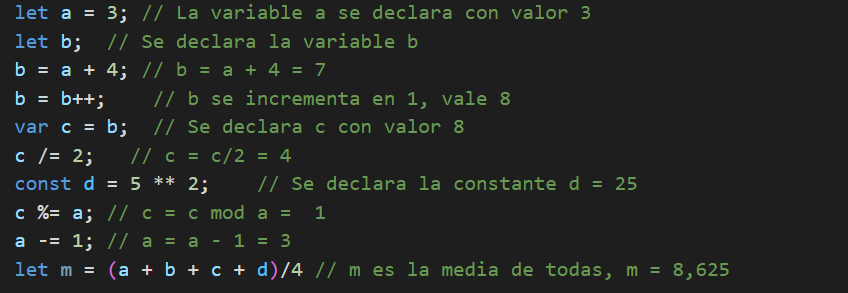 let a = 3; // La variable a se declara con valor 3
let b;  // Se declara la variable b
b = a + 4; // b = a + 4 = 7
b = b++;    // b se incrementa en 1, vale 8
var c = b;  // Se declara c con valor 8
c /= 2;   // c = c/2 = 4
const d = 5 ** 2;    // Se declara la constante d = 25
c %= a; // c = c mod a =  1
a -= 1; // a = a - 1 = 3
let m = (a + b + c + d)/4 // m es la media de todas, m = 8,625